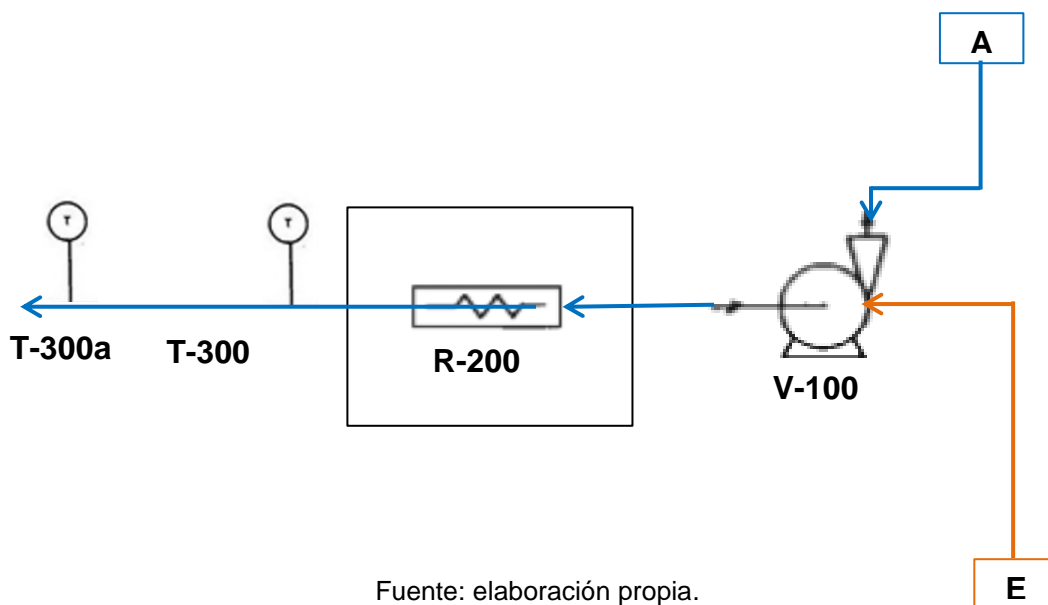 A
T
T
T-300a
T-300
R-200
V-100
Fuente: elaboración propia.
E